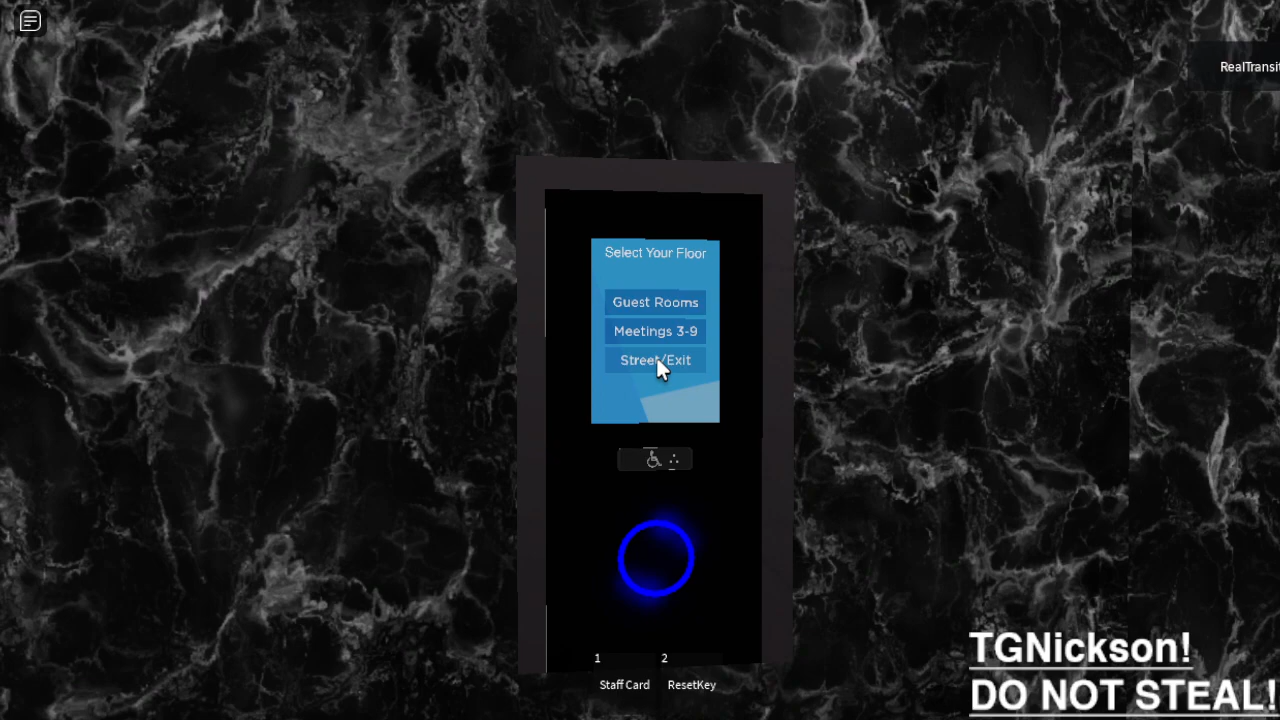 RealTransit
Select Your Floor
Guest Rooms
Meetings 3-9
Street/Exit
1
2
Staff Card
ResetKey
TGNickson!
DO NOT STEAL!